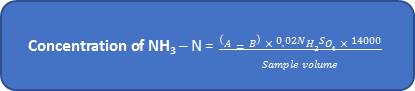 Concentration of NH₃ – N = (A − B) × 0,02N H₂SO₄ × 14000
Sample volume